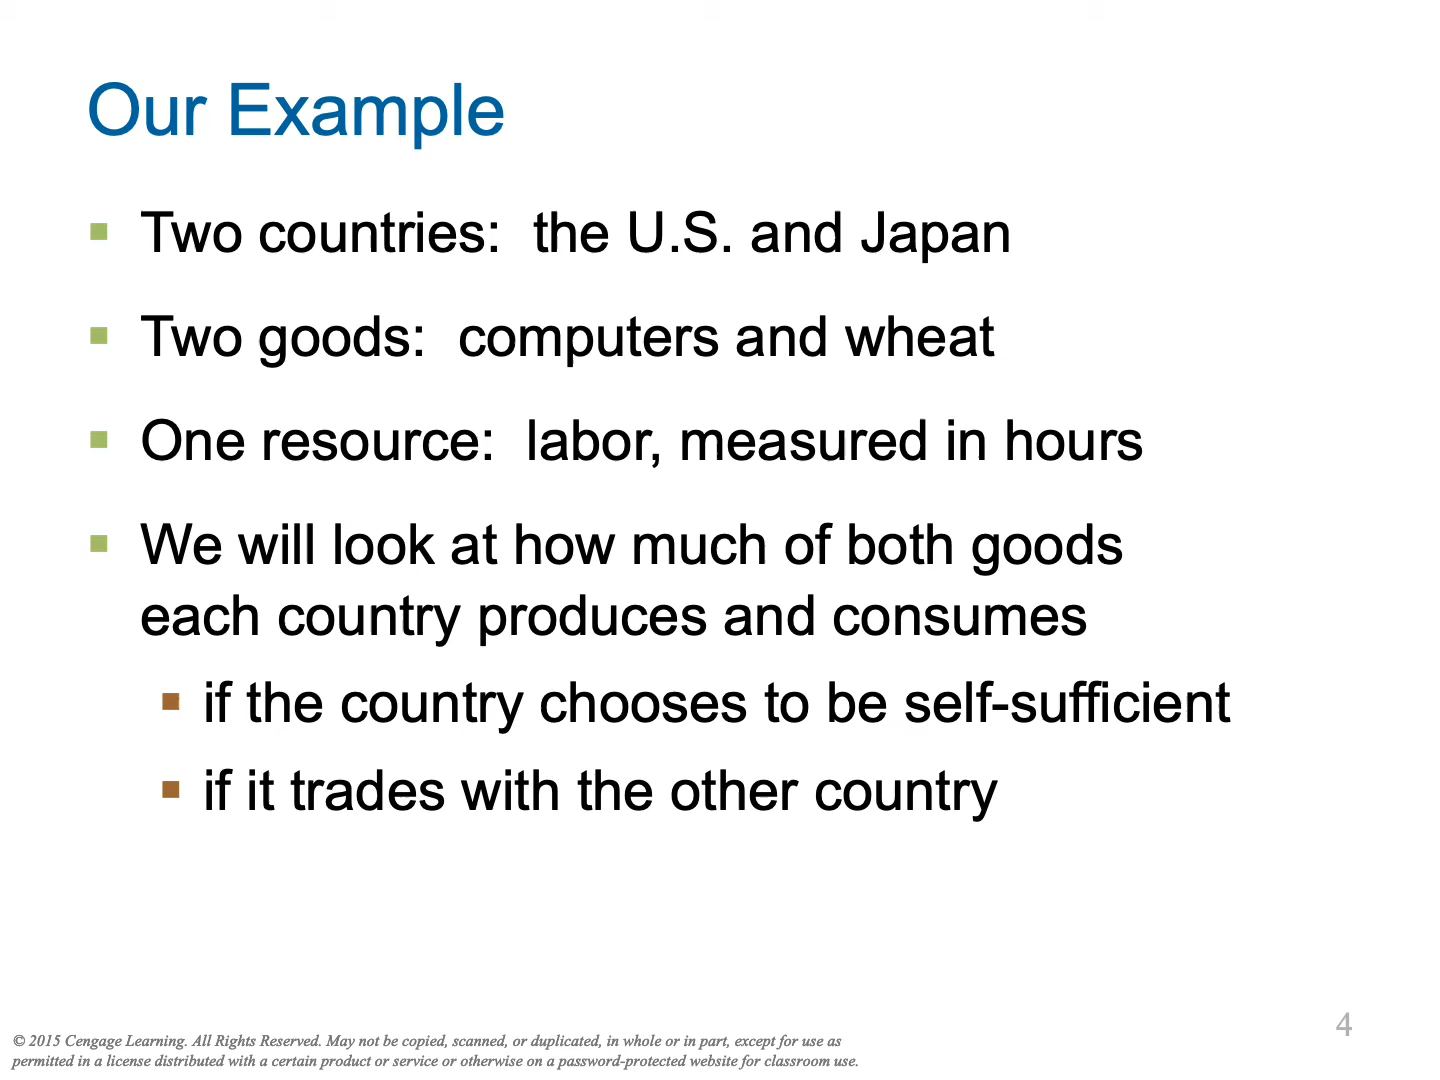 Our Example
Two countries:  the U.S. and Japan
Two goods:  computers and wheat
One resource:  labor, measured in hours
We will look at how much of both goods
each country produces and consumes
if the country chooses to be self-sufficient
if it trades with the other country
4
© 2015 Cengage Learning. All Rights Reserved. May not be copied, scanned, or duplicated, in whole or in part, except for use as
permitted in a license distributed with a certain product or service or otherwise on a password-protected website for classroom use.